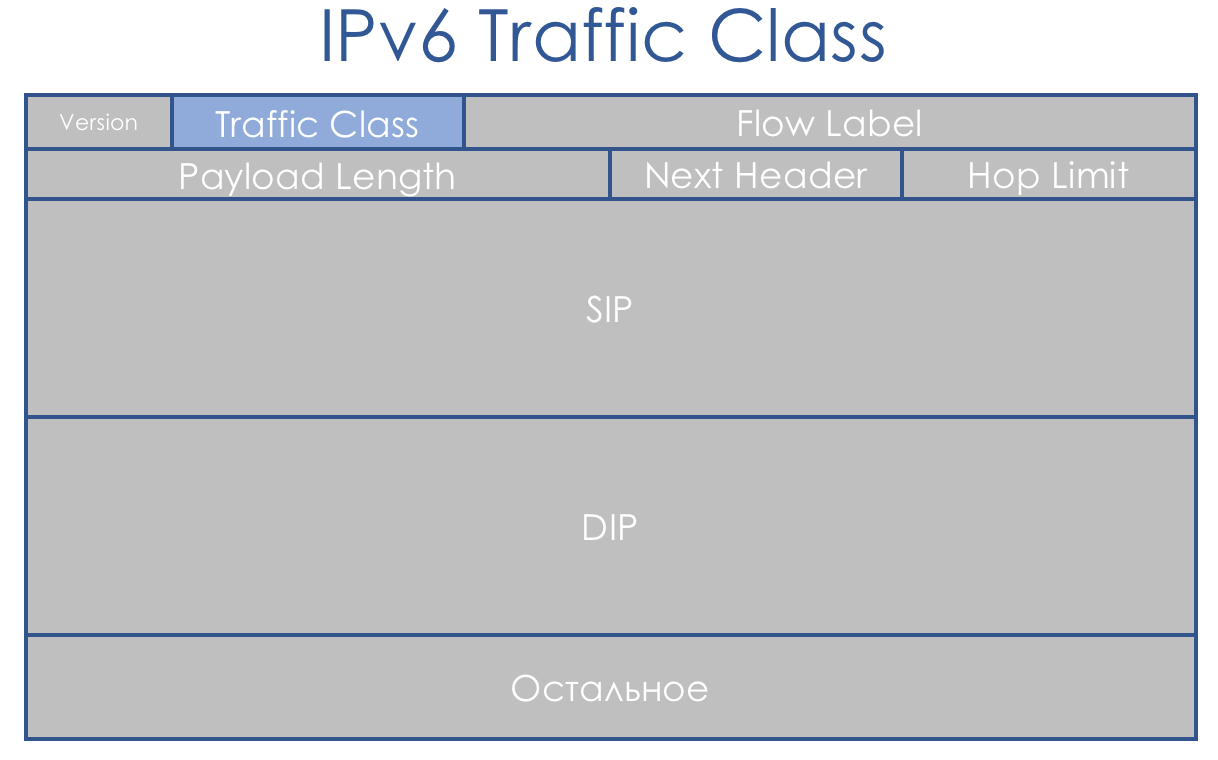 IPv6 Traffic Class
Version
Traffic Class
Flow Label
Payload Length
Next Header
Hop Limit
SIP
DIP
Остальное